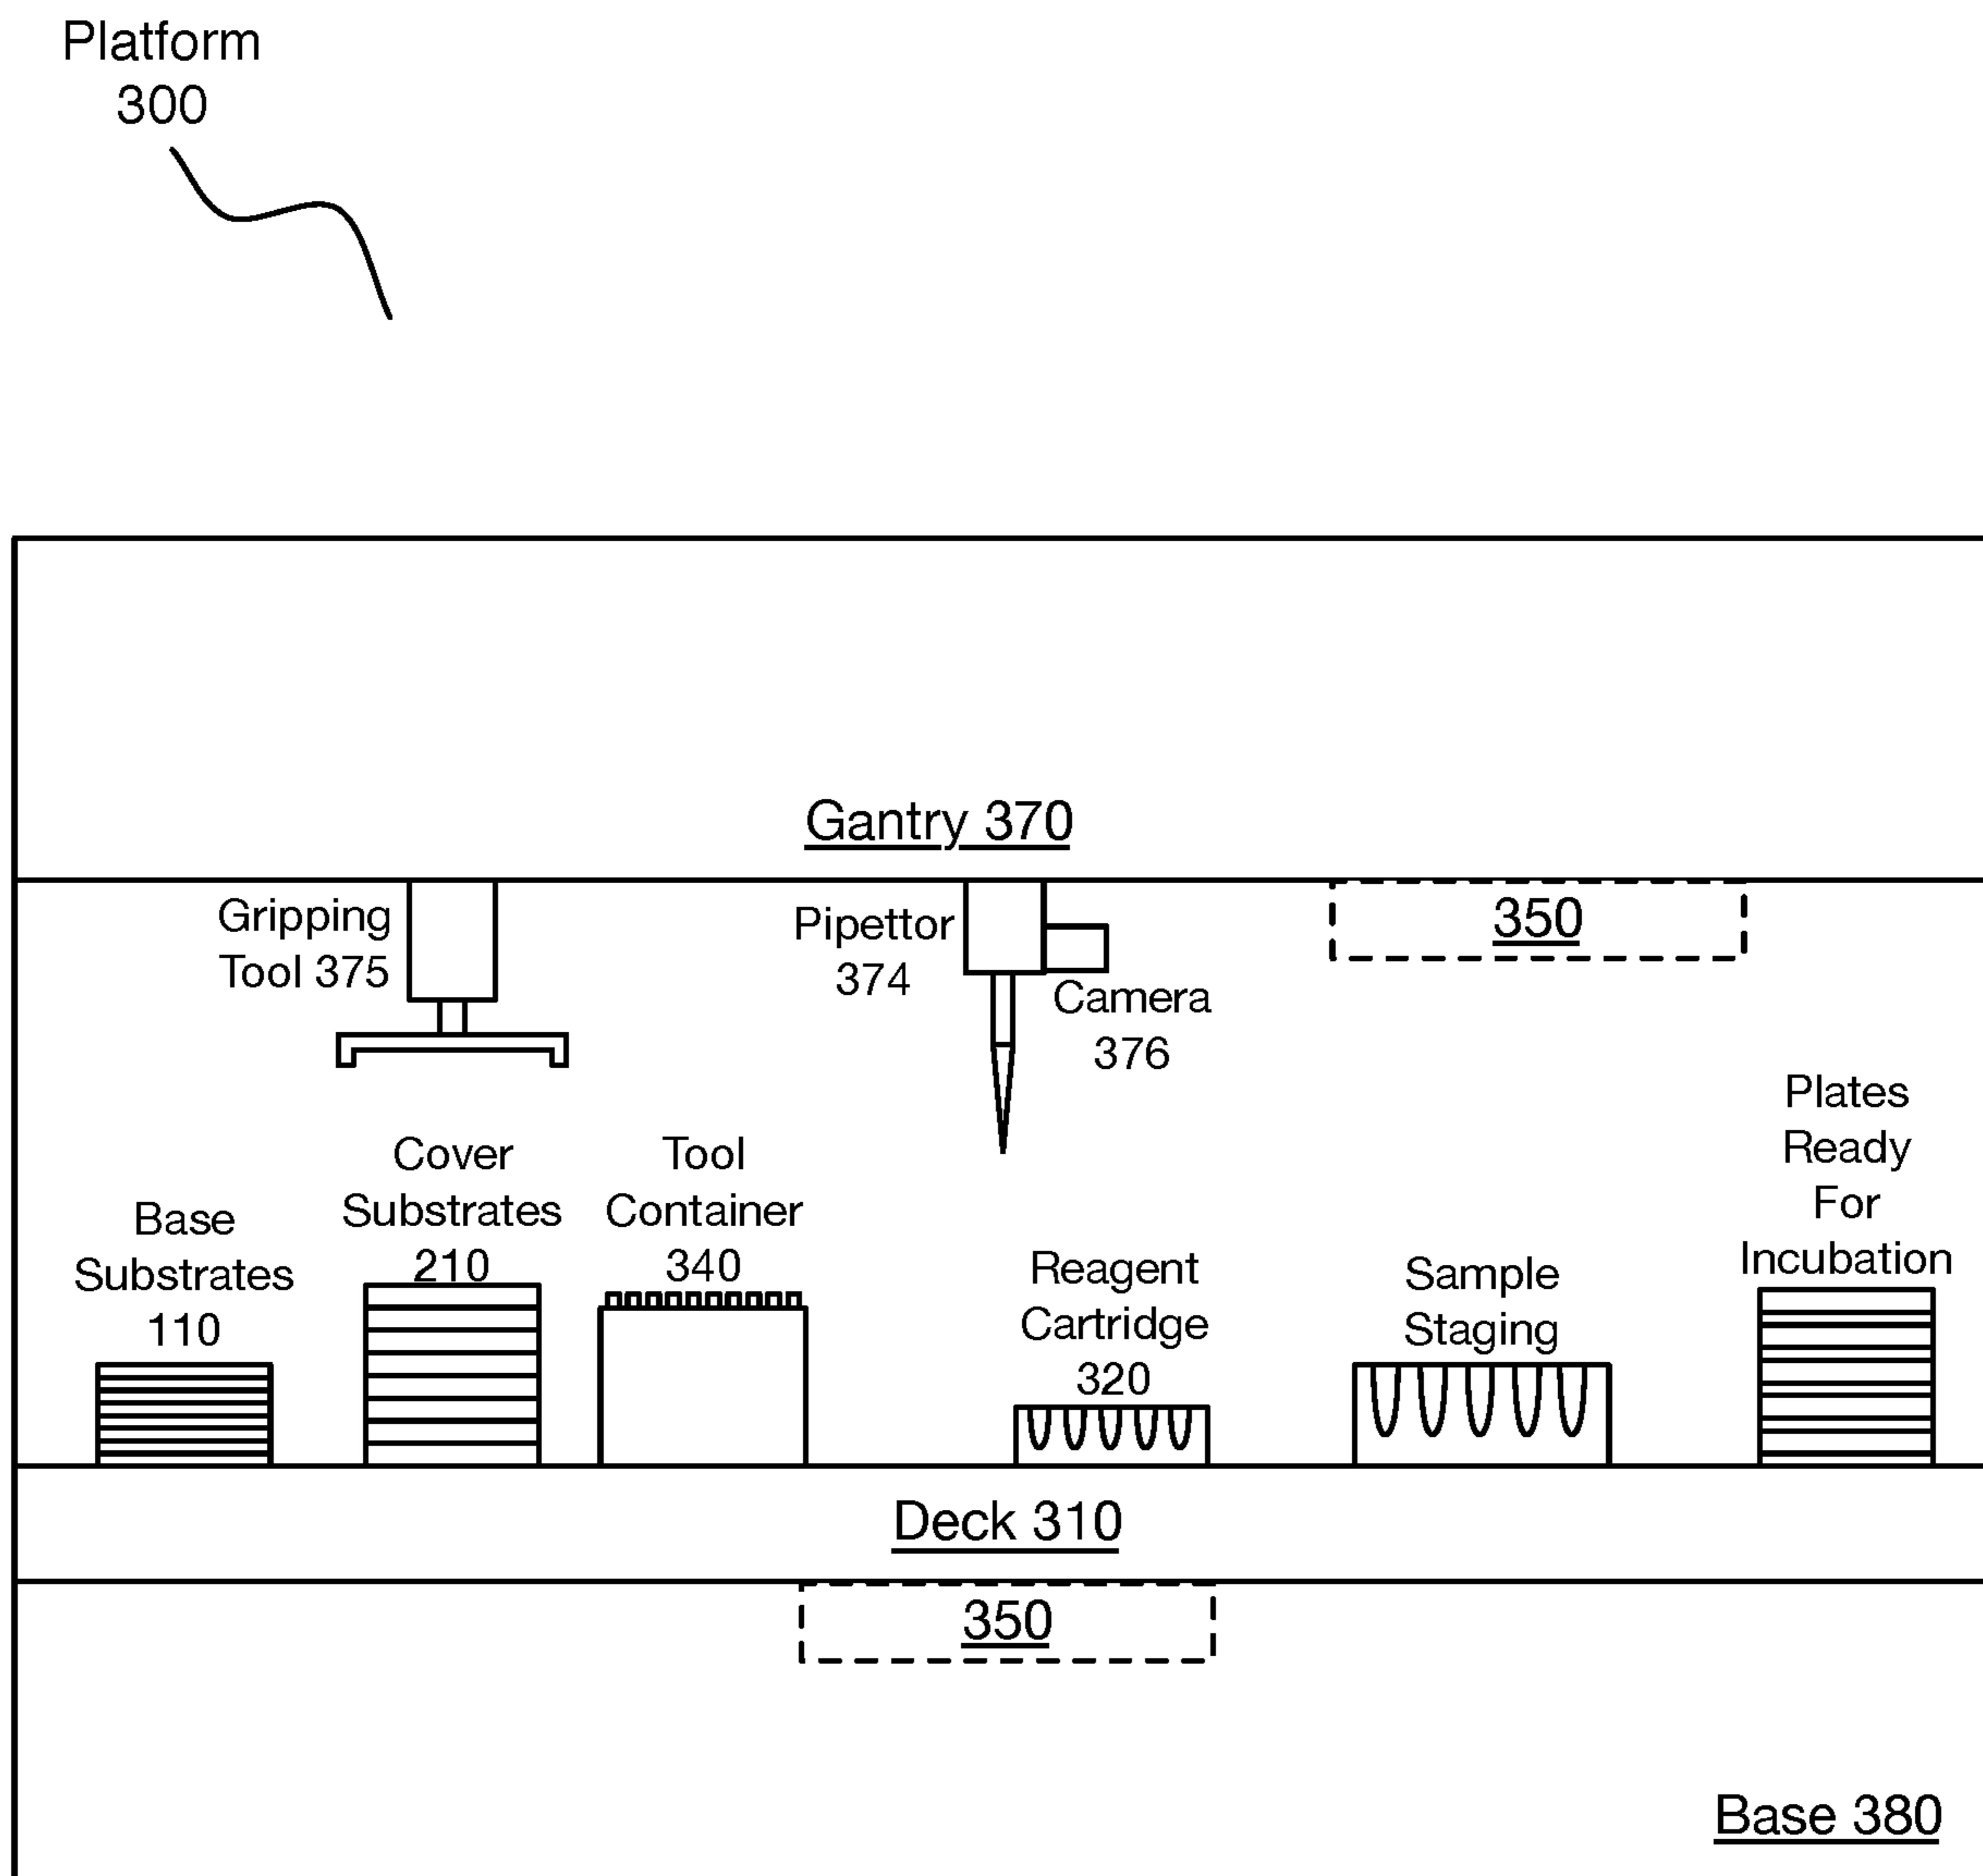 Platform
300
Gantry 370
Gripping
Tool 375
Pipettor
374
Camera
376
350
Base
Substrates
110
Cover
Substrates
210
Tool
Container
340
Reagent
Cartridge
320
Sample
Staging
Plates
Ready
For
Incubation
Deck 310
350
Base 380